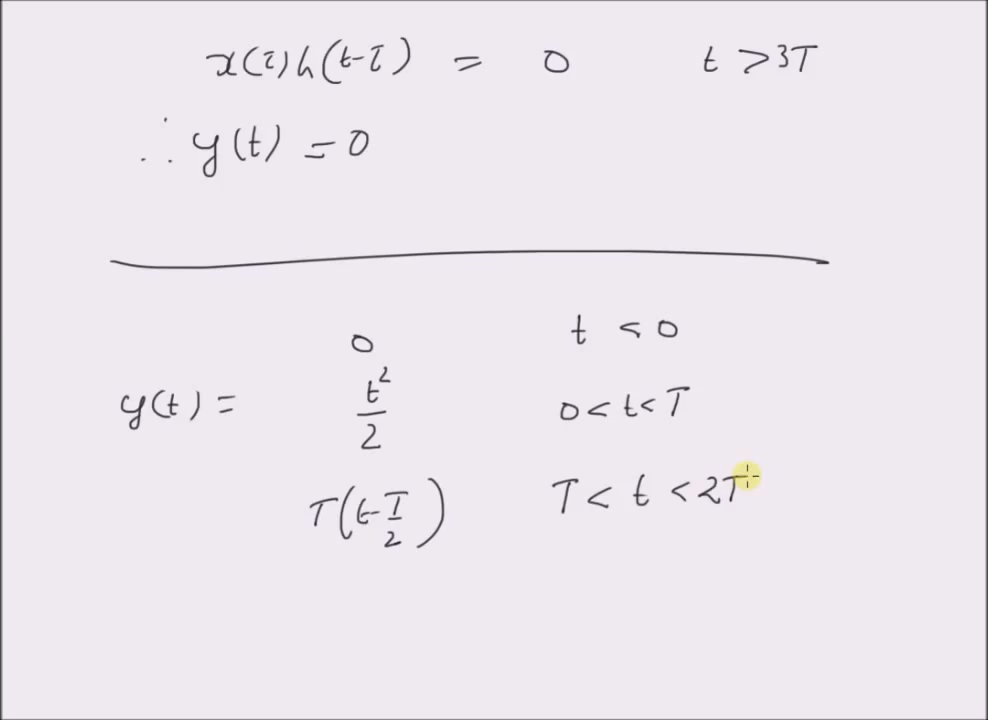 x(τ)h(t-τ) = 0 t > 3T
∴ y(t) = 0
0 t < 0
y(t) = t²/2 0 < t < T
T(t-T/2) T < t < 2T